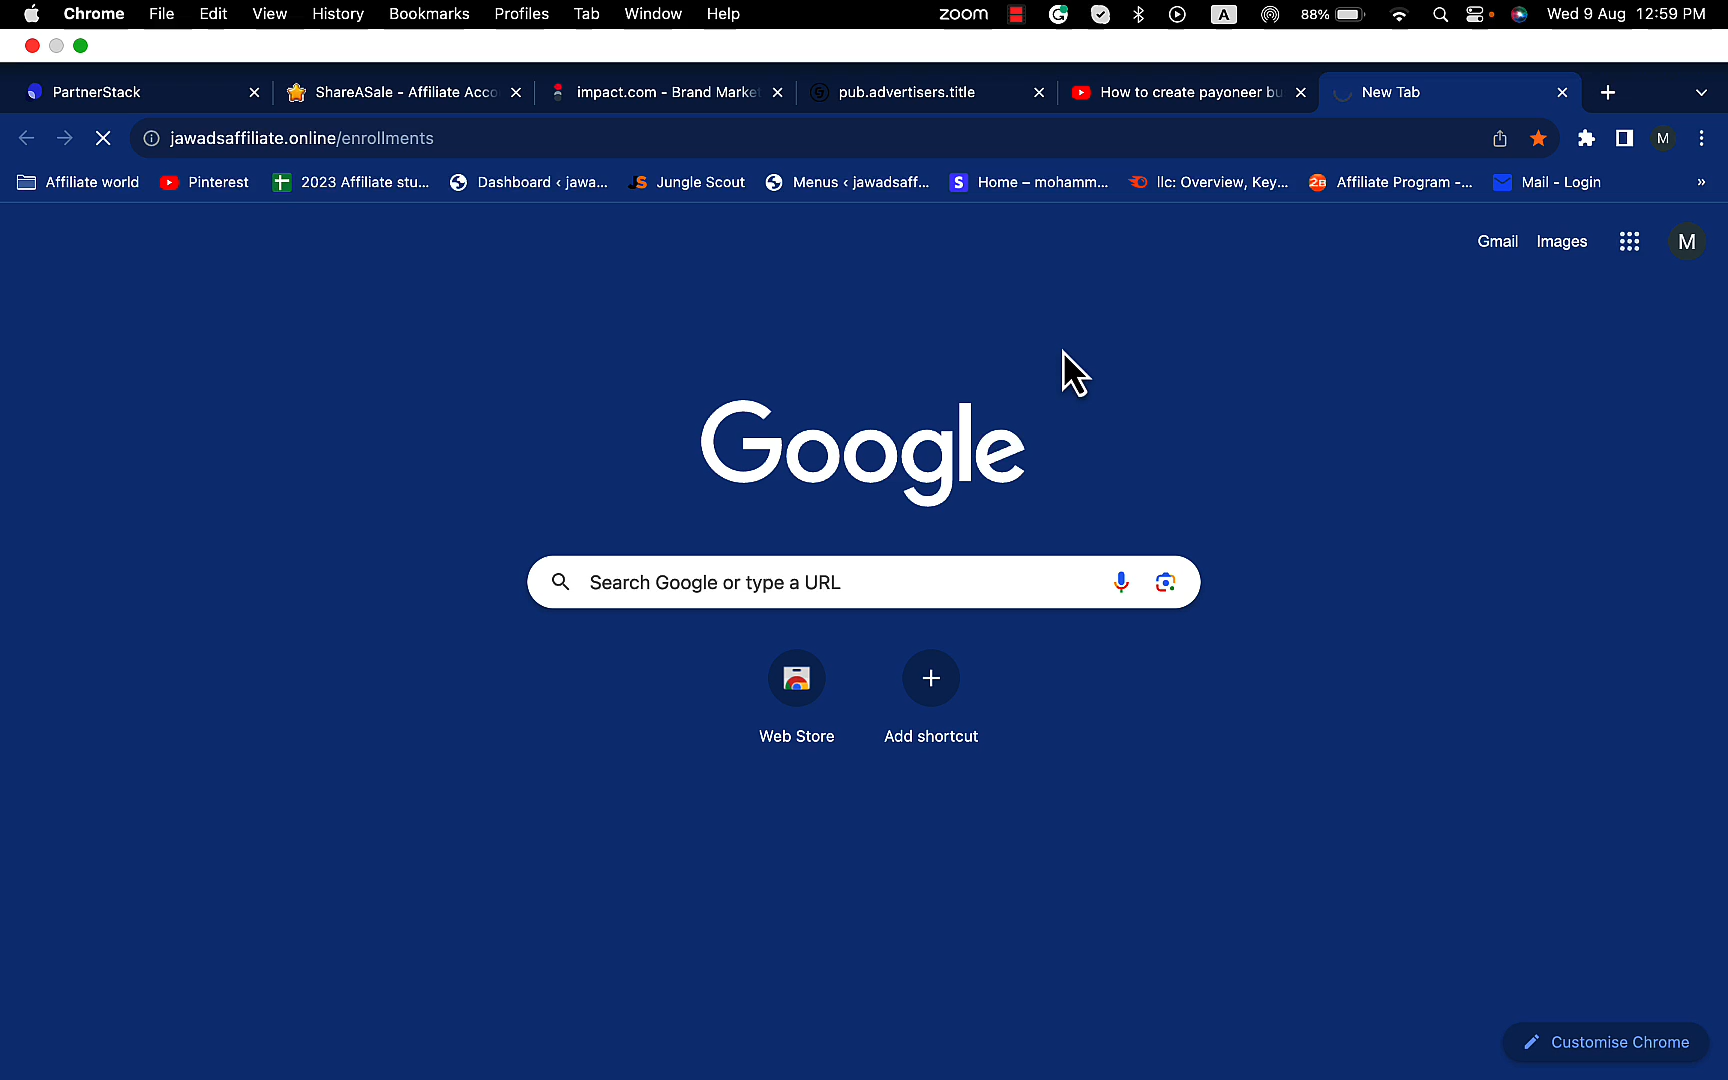 Chrome File Edit View History Bookmarks Profiles Tab Window Help zoom A 88% Wed 9 Aug 12:59 PM
PartnerStack ShareASale - Affiliate Acco impact.com - Brand Marke pub.advertisers.title How to create payoneer bu New Tab
jawadsaffiliate.online/enrollments M
Affiliate world Pinterest 2023 Affiliate stu... Dashboard < jawa... JS Jungle Scout Menus < jawadsaff... S Home – mohamm... llc: Overview, Key... 2B Affiliate Program -... Mail - Login »
Gmail Images M
Google
Search Google or type a URL
Web Store Add shortcut
Customise Chrome